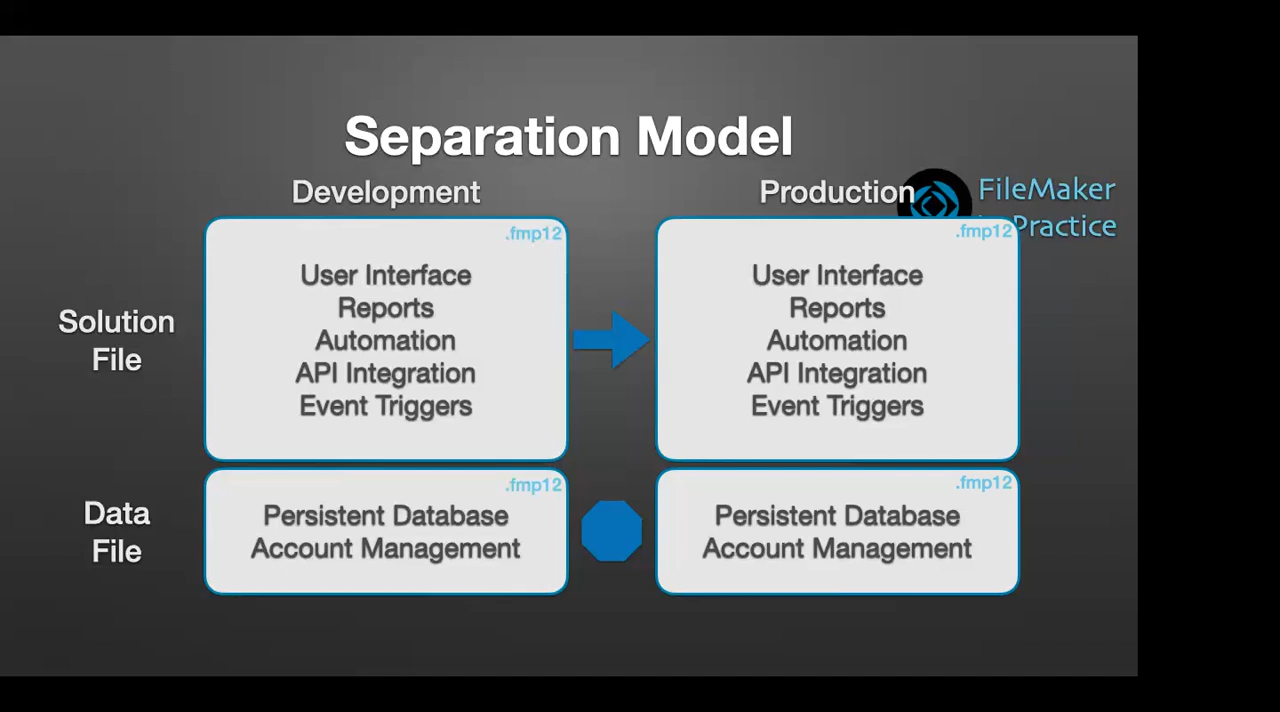 Separation Model
Development
Production
FileMaker
Practice
Solution
File
.fmp12
User Interface
Reports
Automation
API Integration
Event Triggers
.fmp12
User Interface
Reports
Automation
API Integration
Event Triggers
Data
File
.fmp12
Persistent Database
Account Management
.fmp12
Persistent Database
Account Management